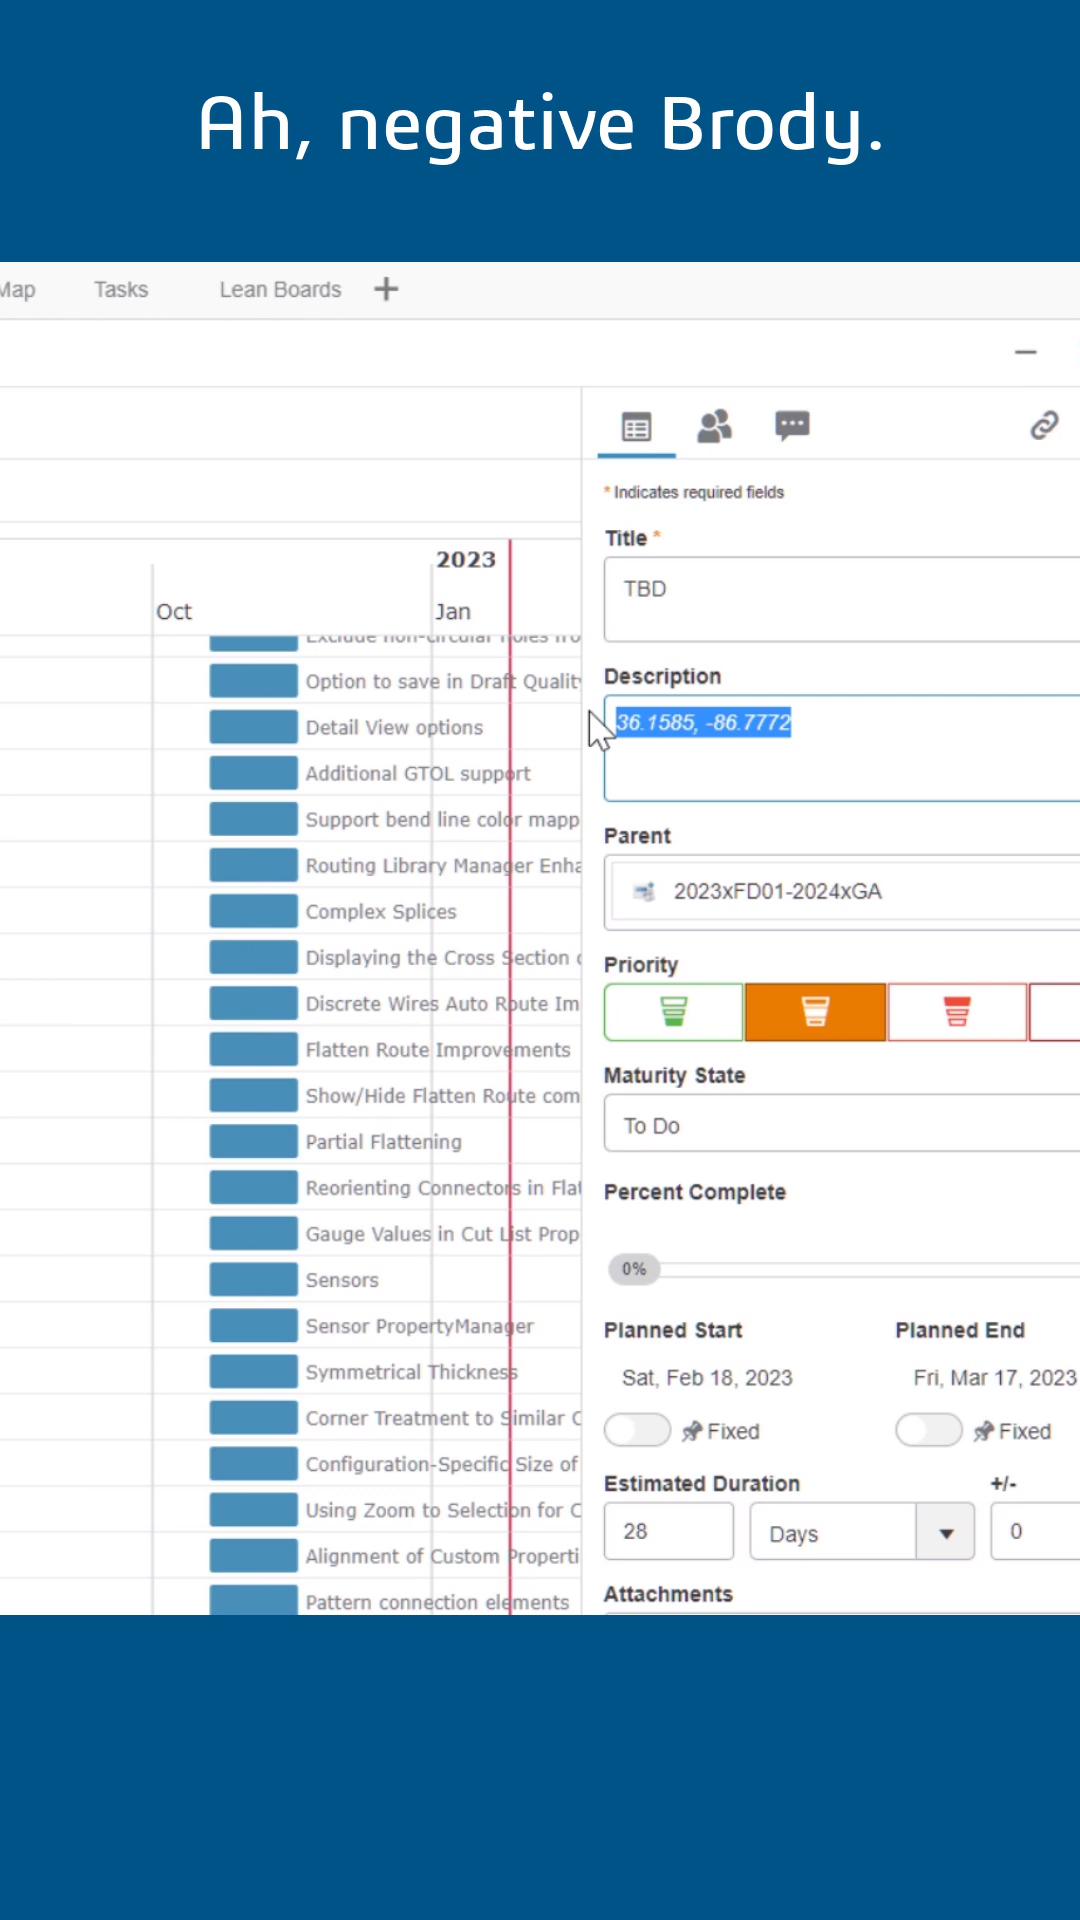 Ah, negative Brody.
Map Tasks Lean Boards +
* Indicates required fields
Title *
TBD
Description
36.1585, -86.7772
Parent
2023xFD01-2024xGA
Priority
Maturity State
To Do
Percent Complete
0%
Planned Start Planned End
Sat, Feb 18, 2023 Fri, Mar 17, 2023
Fixed Fixed
Estimated Duration +/-
28 Days 0
Attachments
2023
Oct Jan
Exclude non-circular holes fro
Option to save in Draft Quality
Detail View options
Additional GTOL support
Support bend line color mapp
Routing Library Manager Enha
Complex Splices
Displaying the Cross Section
Discrete Wires Auto Route Im
Flatten Route Improvements
Show/Hide Flatten Route com
Partial Flattening
Reorienting Connectors in Flat
Gauge Values in Cut List Prop
Sensors
Sensor PropertyManager
Symmetrical Thickness
Corner Treatment to Similar C
Configuration-Specific Size of
Using Zoom to Selection for C
Alignment of Custom Properti
Pattern connection elements